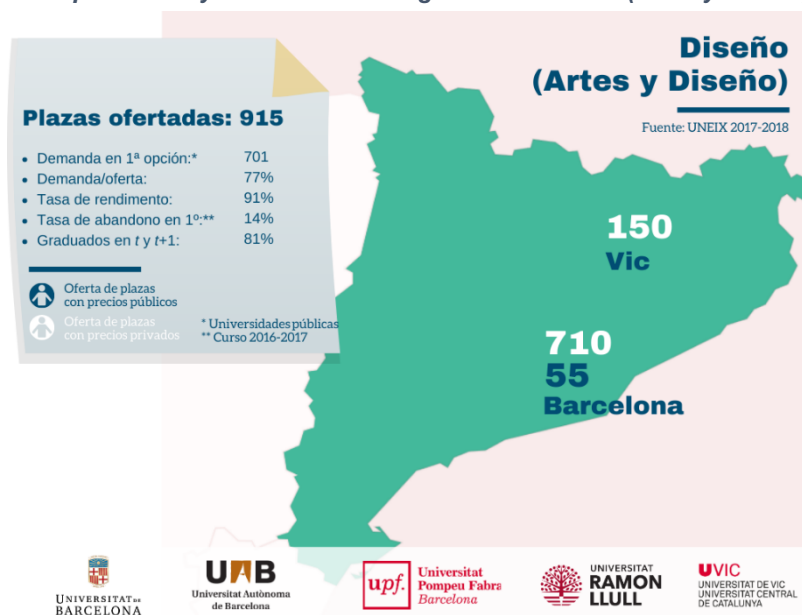 Diseño
(Artes y Diseño)
Fuente: UNEIX 2017-2018
Plazas ofertadas: 915
• Demanda en 1ª opción:* 701
• Demanda/oferta: 77%
• Tasa de rendimiento: 91%
• Tasa de abandono en 1º:** 14%
• Graduados en t y t+1: 81%
Oferta de plazas
con precios públicos
Oferta de plazas
con precios privados
* Universidades públicas
** Curso 2016-2017
150
Vic
710
55
Barcelona
UNIVERSITAT DE
BARCELONA
UAB
Universitat Autònoma
de Barcelona
upf.
Universitat
Pompeu Fabra
Barcelona
UNIVERSITAT
RAMON
LLULL
UVIC
UNIVERSITAT DE VIC
UNIVERSITAT CENTRAL
DE CATALUNYA